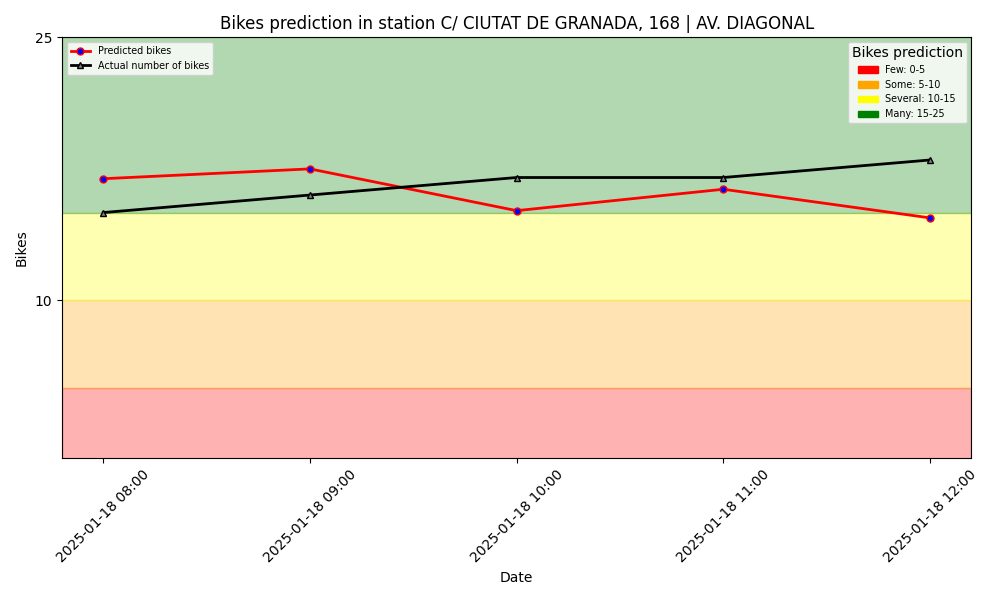 Bikes prediction in station C/ CIUTAT DE GRANADA, 168 | AV. DIAGONAL
25
Predicted bikes
Actual number of bikes
Bikes prediction
Few: 0-5
Some: 5-10
Several: 10-15
Many: 15-25
Bikes
10
2025-01-18 08:00
2025-01-18 09:00
2025-01-18 10:00
2025-01-18 11:00
2025-01-18 12:00
Date